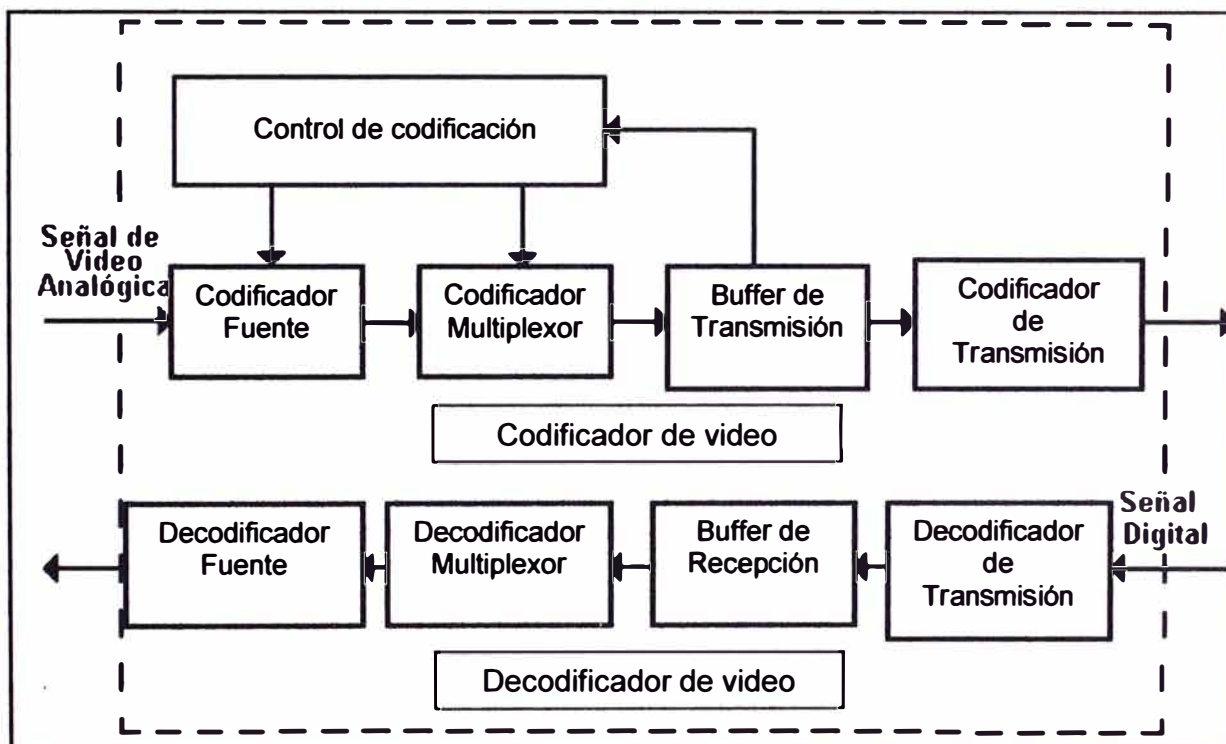 Control de codificación
Señal de
Video
Analógica
Codificador
Fuente
Codificador
Multiplexor
Buffer de
Transmisión
Codificador
de
Transmisión
Codificador de video
Decodificador
Fuente
Decodificador
Multiplexor
Buffer de
Recepción
Decodificador
de
Transmisión
Señal
Digital
Decodificador de video